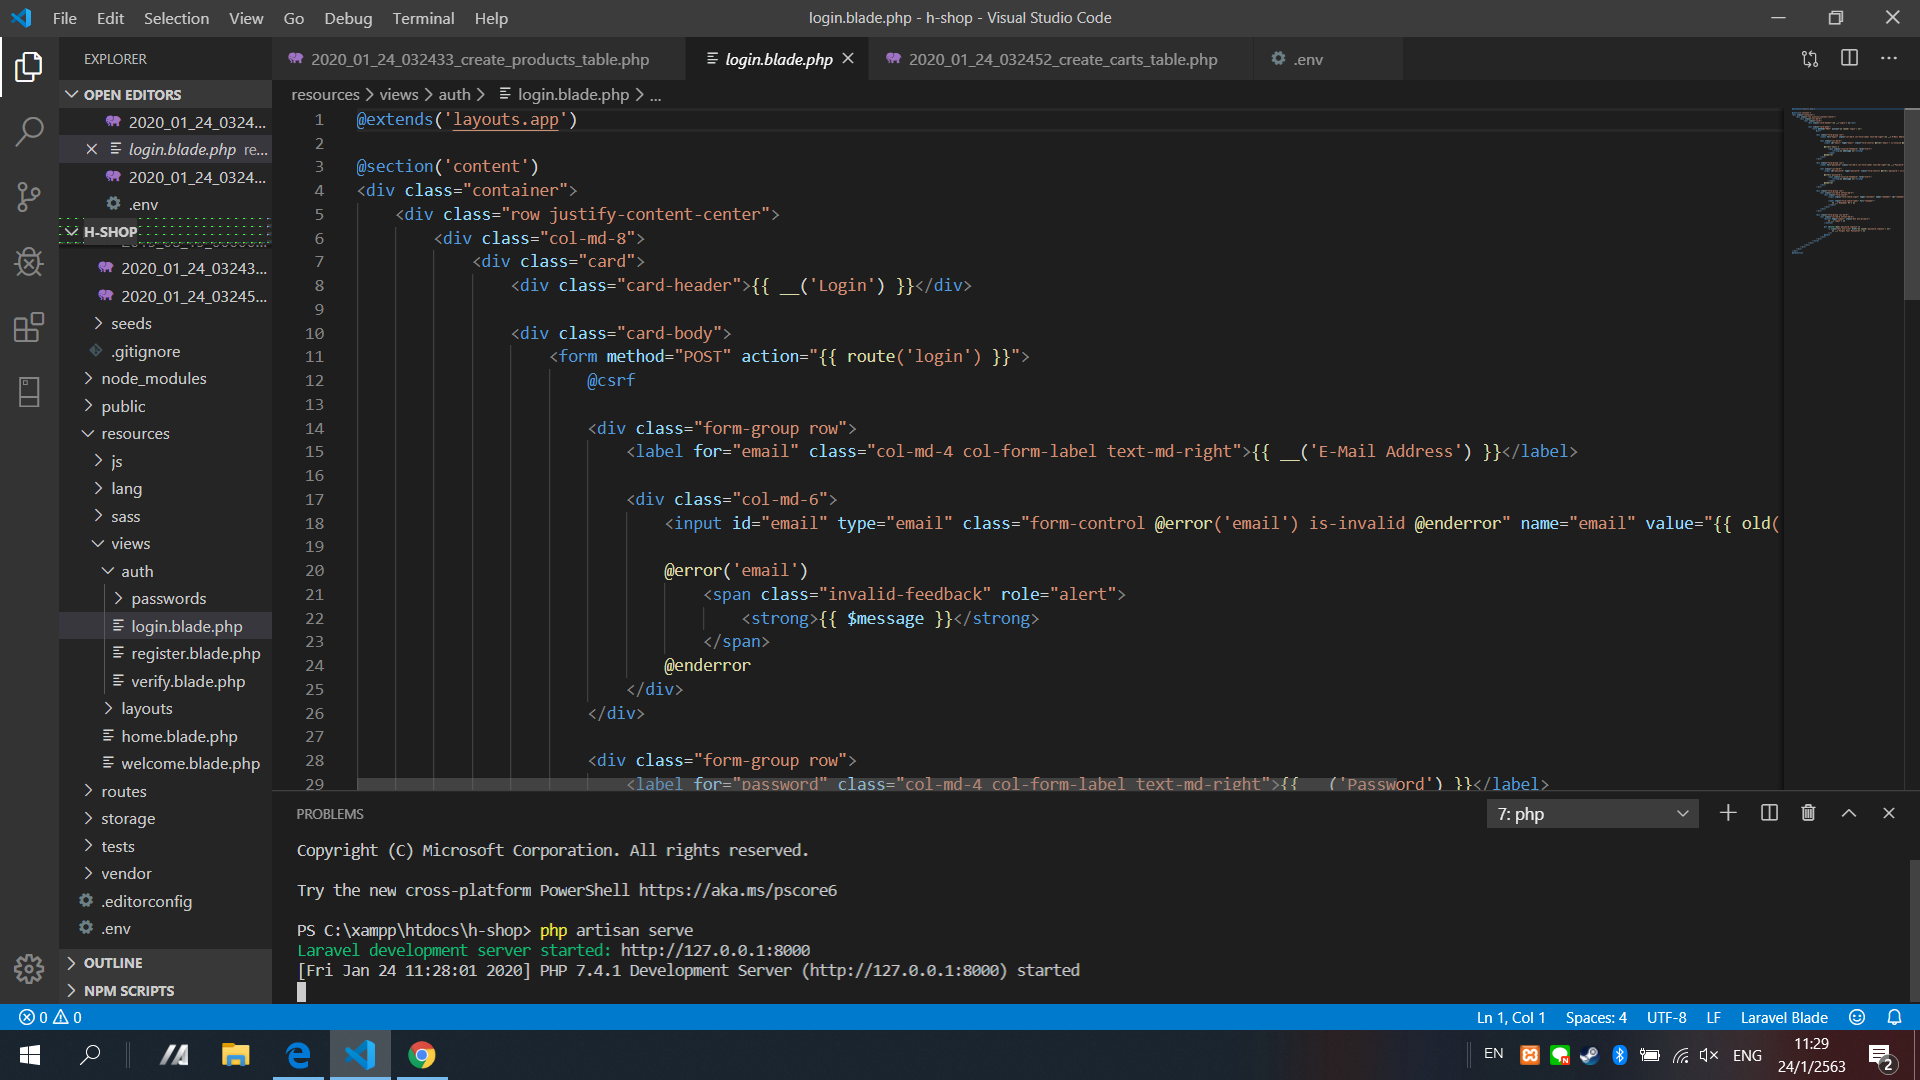 File Edit Selection View Go Debug Terminal Help
login.blade.php - h-shop - Visual Studio Code
EXPLORER
2020_01_24_032433_create_products_table.php
login.blade.php
2020_01_24_032452_create_carts_table.php
.env
OPEN EDITORS
2020_01_24_0324...
login.blade.php re...
2020_01_24_0324...
.env
H-SHOP
2020_01_24_03243...
2020_01_24_03245...
seeds
.gitignore
node_modules
public
resources
js
lang
sass
views
auth
passwords
login.blade.php
register.blade.php
verify.blade.php
layouts
home.blade.php
welcome.blade.php
routes
storage
tests
vendor
.editorconfig
.env
OUTLINE
NPM SCRIPTS
resources > views > auth > login.blade.php > ...
1 @extends('layouts.app')
2
3 @section('content')
4 <div class="container">
5 <div class="row justify-content-center">
6 <div class="col-md-8">
7 <div class="card">
8 <div class="card-header">{{ __('Login') }}</div>
9
10 <div class="card-body">
11 <form method="POST" action="{{ route('login') }}">
12 @csrf
13
14 <div class="form-group row">
15 <label for="email" class="col-md-4 col-form-label text-md-right">{{ __('E-Mail Address') }}</label>
16
17 <div class="col-md-6">
18 <input id="email" type="email" class="form-control @error('email') is-invalid @enderror" name="email" value="{{ old(
19
20 @error('email')
21 <span class="invalid-feedback" role="alert">
22 <strong>{{ $message }}</strong>
23 </span>
24 @enderror
25 </div>
26 </div>
27
28 <div class="form-group row">
29 <label for="password" class="col-md-4 col-form-label text-md-right">{{ __('Password') }}</label>
PROBLEMS
7: php
Copyright (C) Microsoft Corporation. All rights reserved.
Try the new cross-platform PowerShell https://aka.ms/pscore6
PS C:\xampp\htdocs\h-shop> php artisan serve
Laravel development server started: http://127.0.0.1:8000
[Fri Jan 24 11:28:01 2020] PHP 7.4.1 Development Server (http://127.0.0.1:8000) started
0 0
Ln 1, Col 1 Spaces: 4 UTF-8 LF Laravel Blade
EN
ENG
11:29
24/1/2563
2